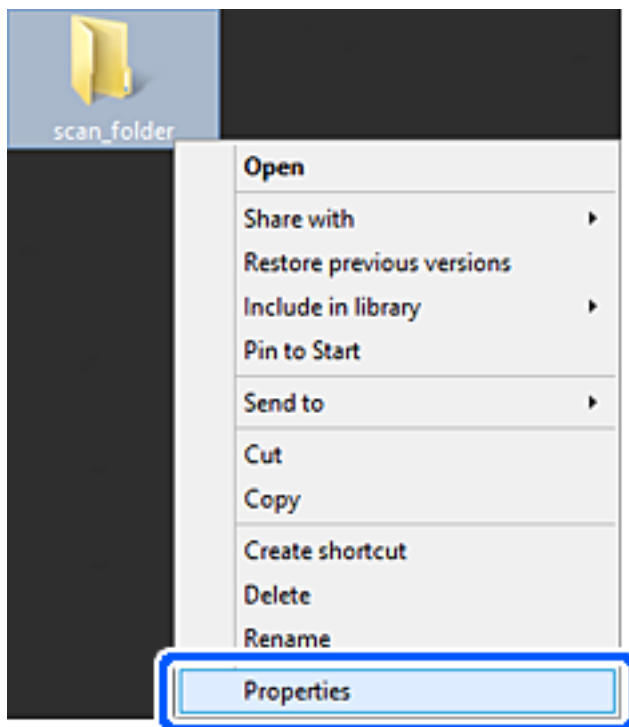 scan_folder
Open
Share with
Restore previous versions
Include in library
Pin to Start
Send to
Cut
Copy
Create shortcut
Delete
Rename
Properties